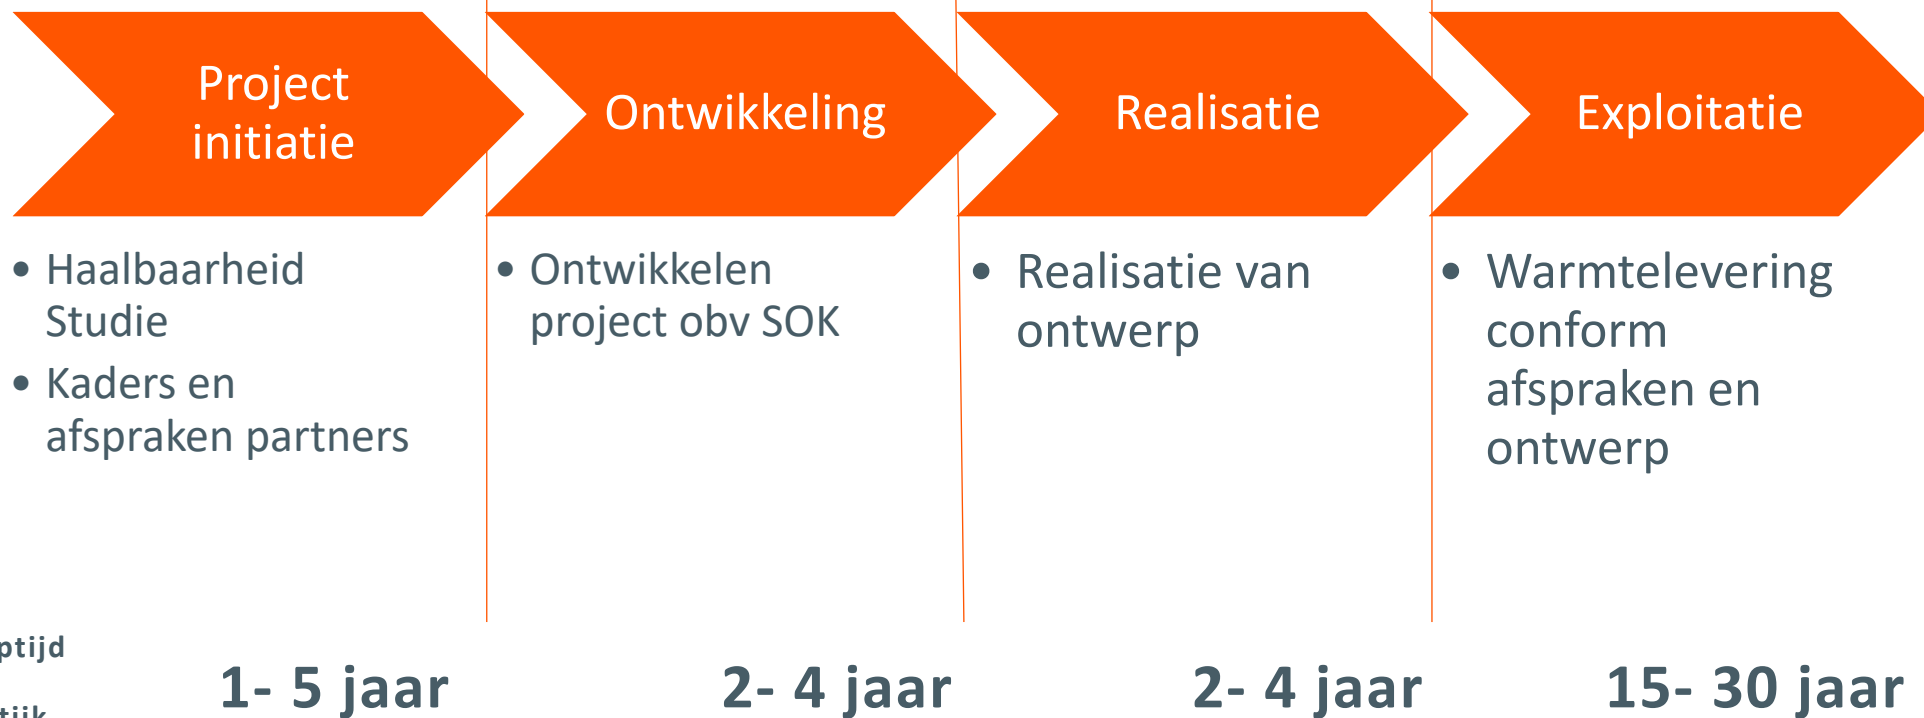 Project
initiatie
Ontwikkeling
Realisatie
Exploitatie
• Haalbaarheid
Studie
• Kaders en
afspraken partners
• Ontwikkelen
project obv SOK
• Realisatie van
ontwerp
• Warmtelevering
conform
afspraken en
ontwerp
1- 5 jaar
2- 4 jaar
2- 4 jaar
15- 30 jaar